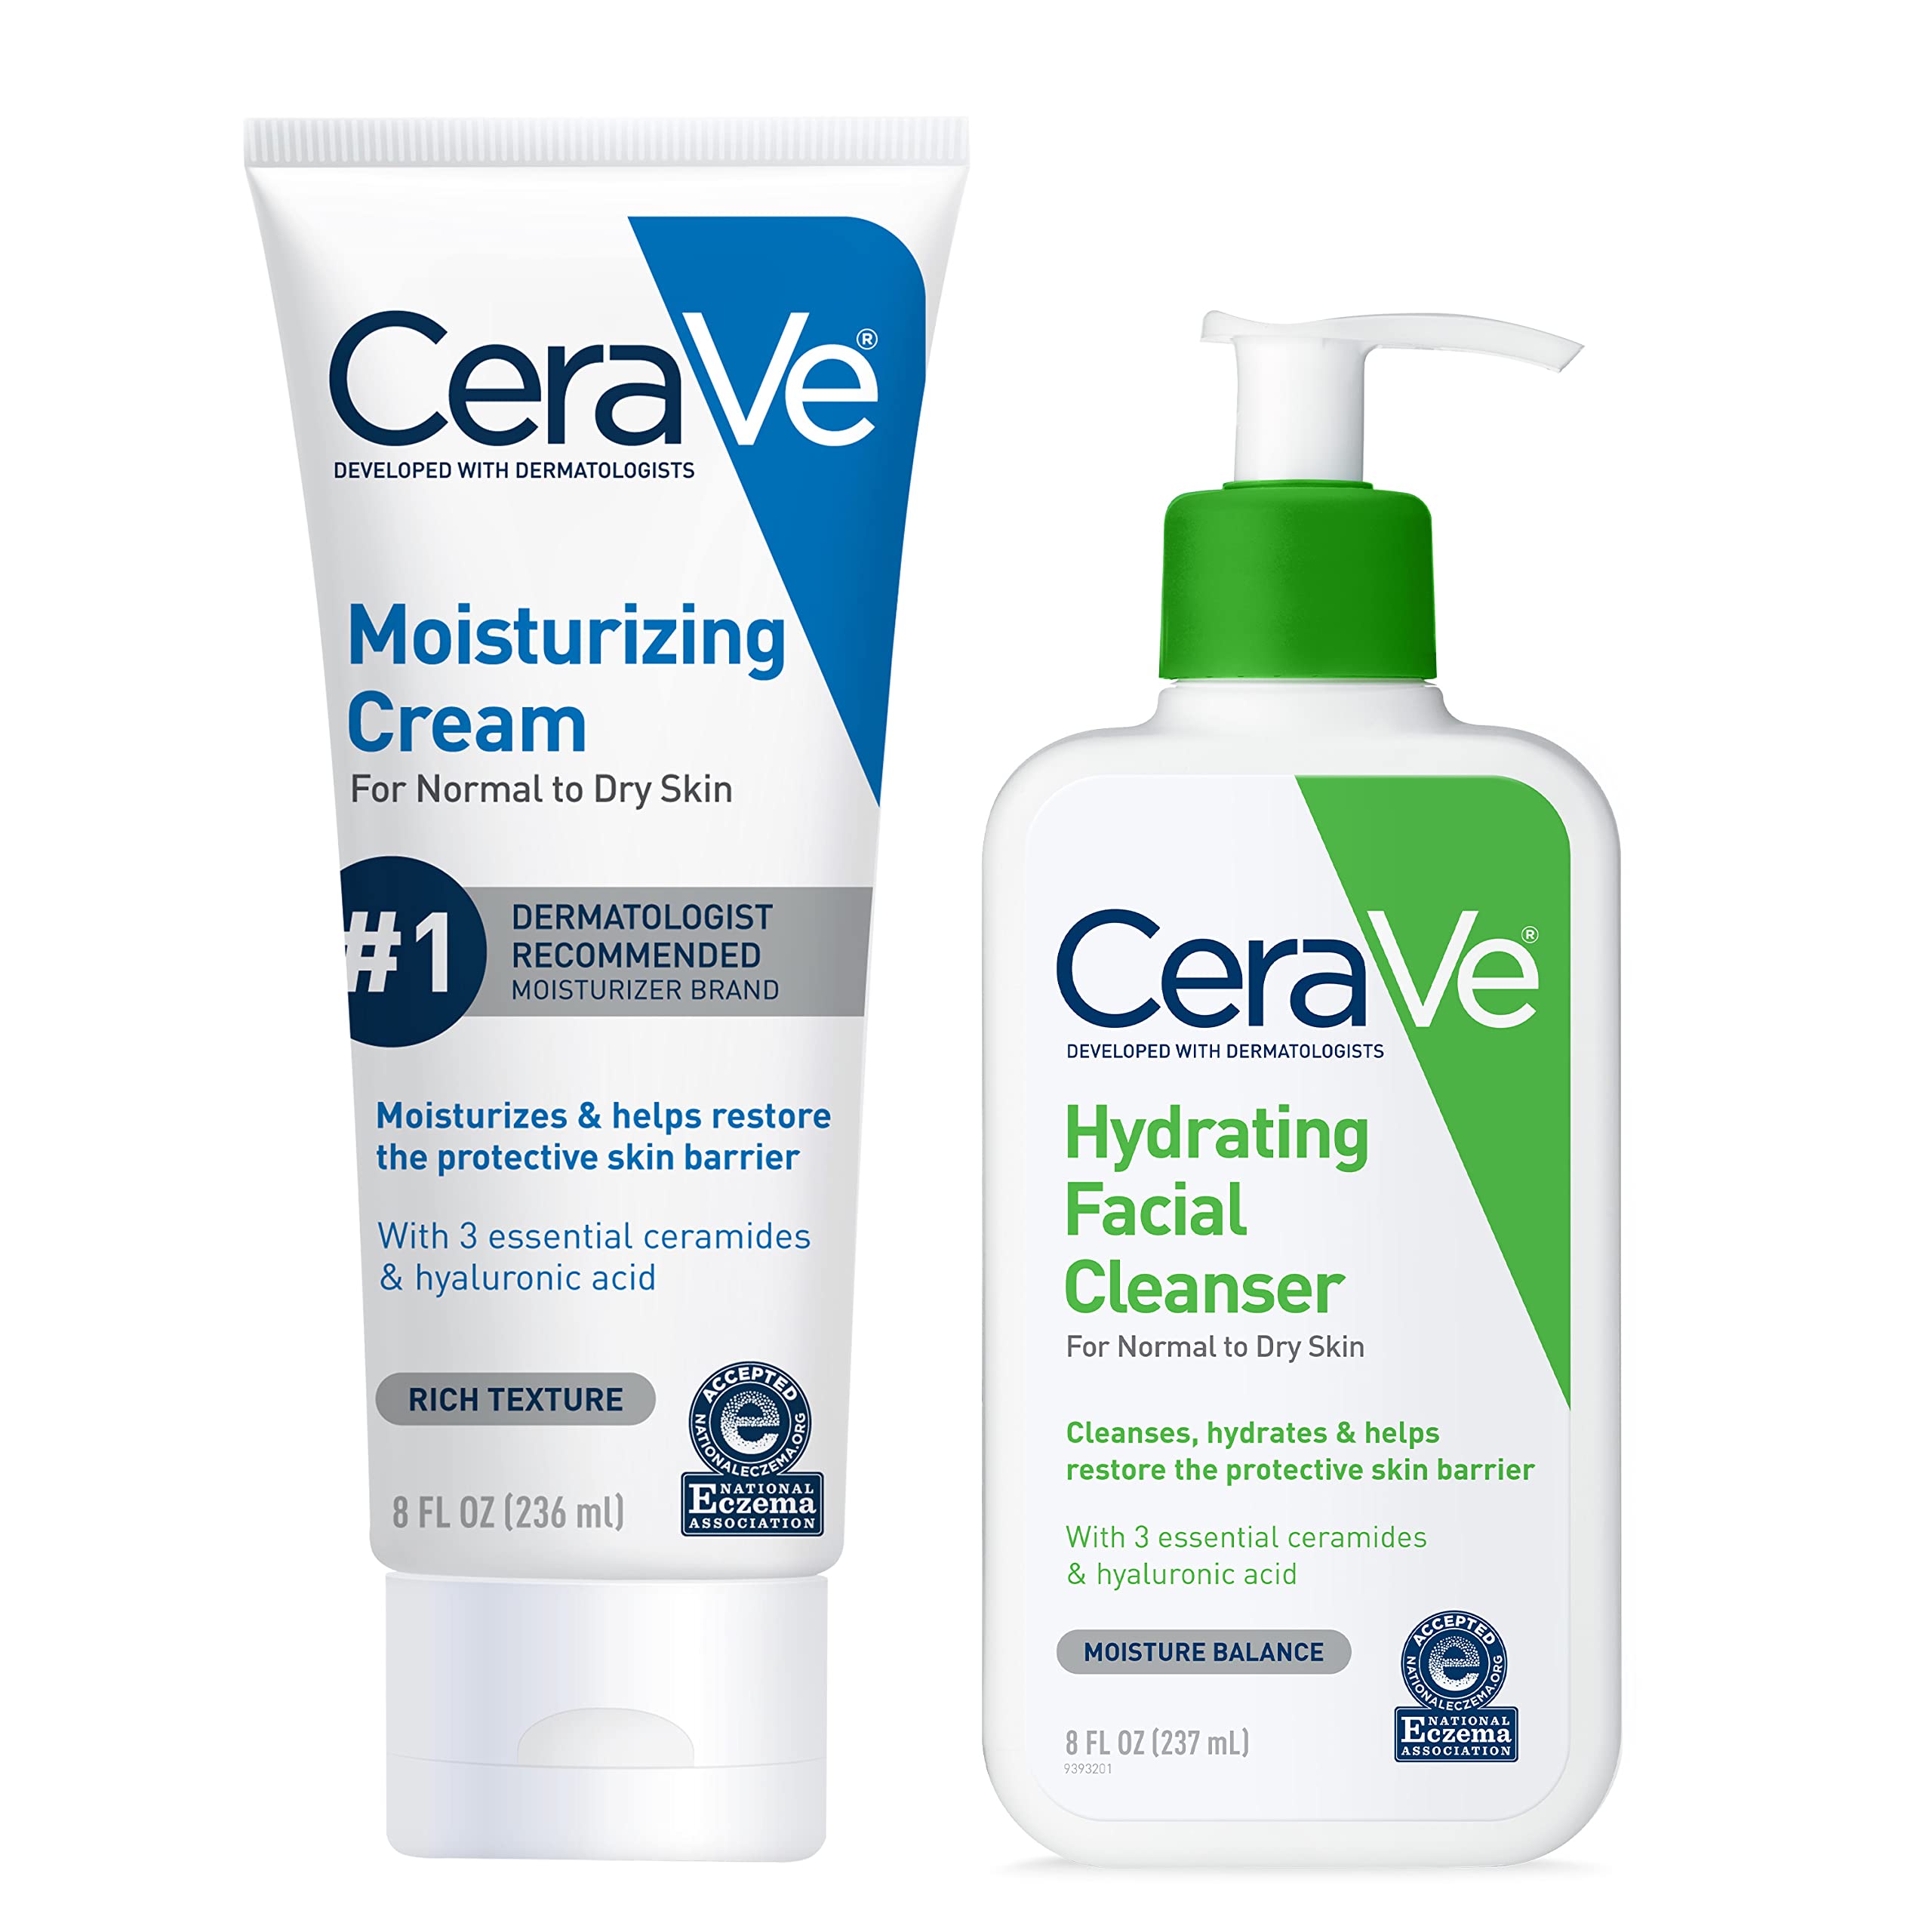 CeraVe®
DEVELOPED WITH DERMATOLOGISTS
Moisturizing
Cream
For Normal to Dry Skin
#1
DERMATOLOGIST
RECOMMENDED
MOISTURIZER BRAND
Moisturizes & helps restore
the protective skin barrier
With 3 essential ceramides
& hyaluronic acid
RICH TEXTURE
ACCEPTED
NATIONALECZEMA.ORG
e
NATIONAL
Eczema
ASSOCIATION
8 FL OZ (236 ml)
CeraVe®
DEVELOPED WITH DERMATOLOGISTS
Hydrating
Facial
Cleanser
For Normal to Dry Skin
Cleanses, hydrates & helps
restore the protective skin barrier
With 3 essential ceramides
& hyaluronic acid
MOISTURE BALANCE
ACCEPTED
NATIONALECZEMA.ORG
e
NATIONAL
Eczema
ASSOCIATION
8 FL OZ (237 mL)
9393201